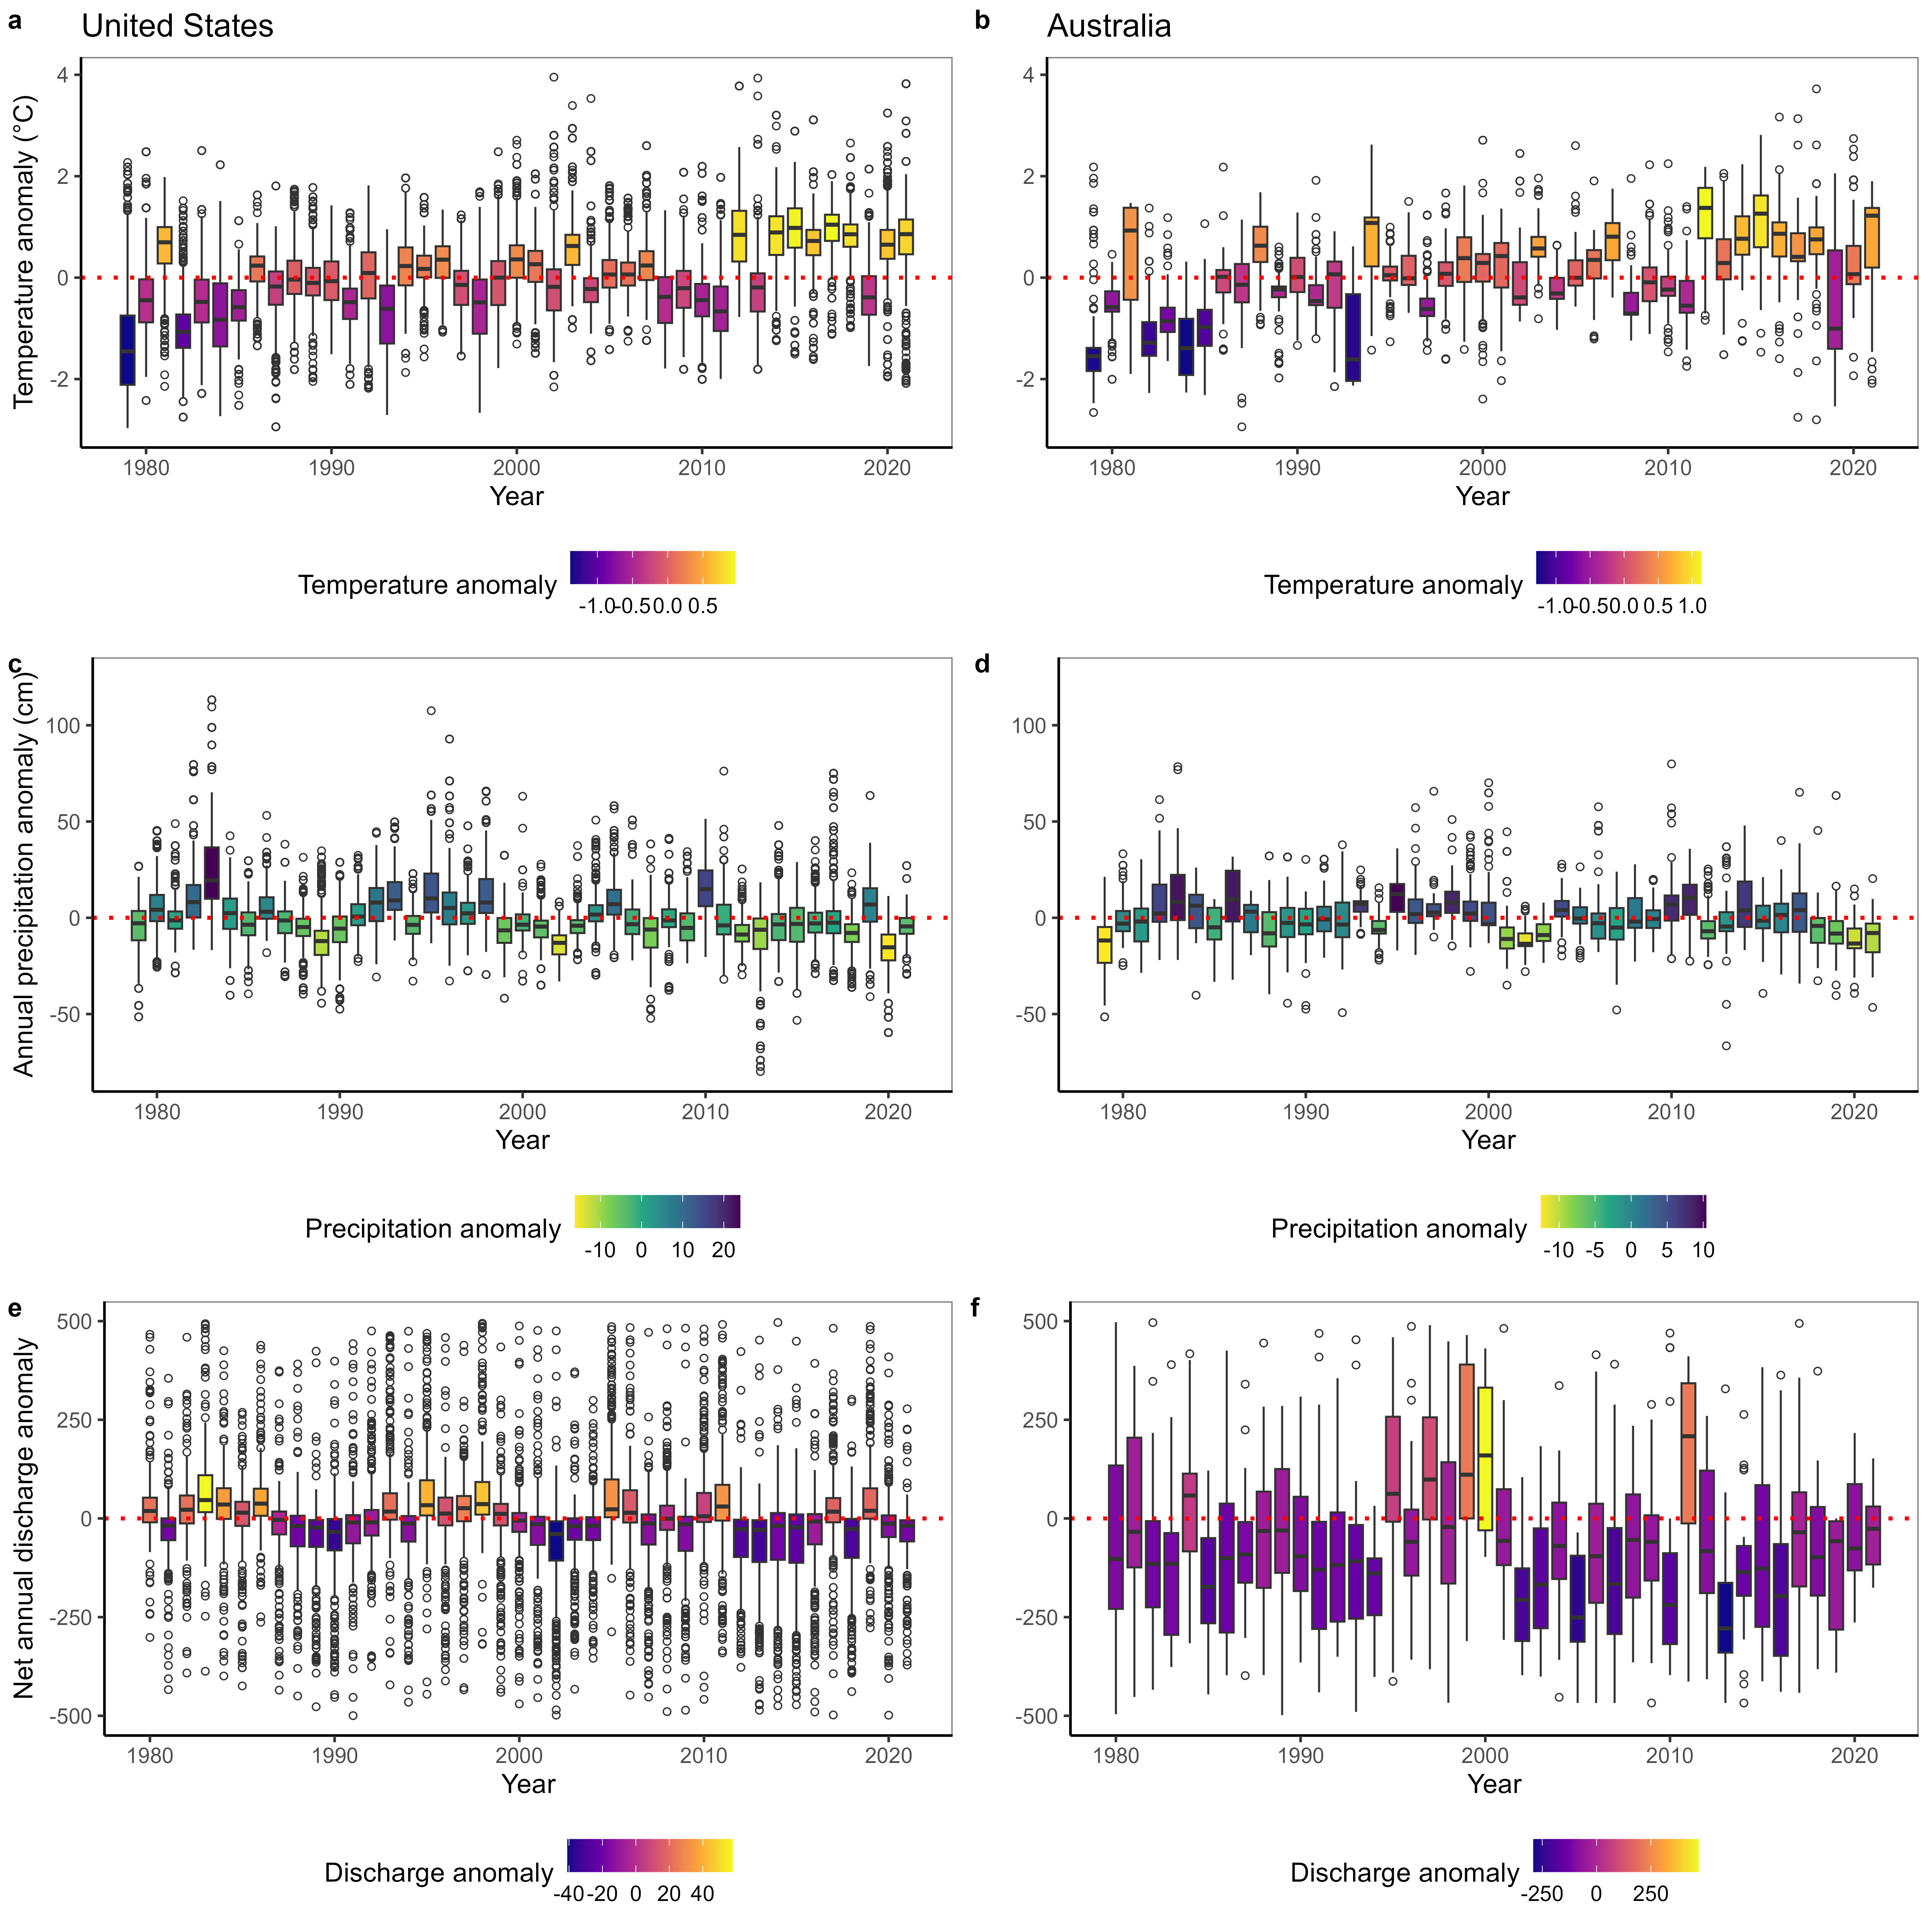 a
United States
b
Australia
Temperature anomaly (°C)
4
2
0
-2
1980
1990
2000
2010
2020
Year
4
2
0
-2
1980
1990
2000
2010
2020
Year
Temperature anomaly
-1.0-0.5 0.0 0.5
Temperature anomaly
-1.0-0.5 0.0 0.5 1.0
c
d
Annual precipitation anomaly (cm)
100
50
0
-50
1980
1990
2000
2010
2020
Year
100
50
0
-50
1980
1990
2000
2010
2020
Year
Precipitation anomaly
-10 0 10 20
Precipitation anomaly
-10 -5 0 5 10
e
f
Net annual discharge anomaly
500
250
0
-250
-500
1980
1990
2000
2010
2020
Year
500
250
0
-250
-500
1980
1990
2000
2010
2020
Year
Discharge anomaly
-40 -20 0 20 40
Discharge anomaly
-250 0 250